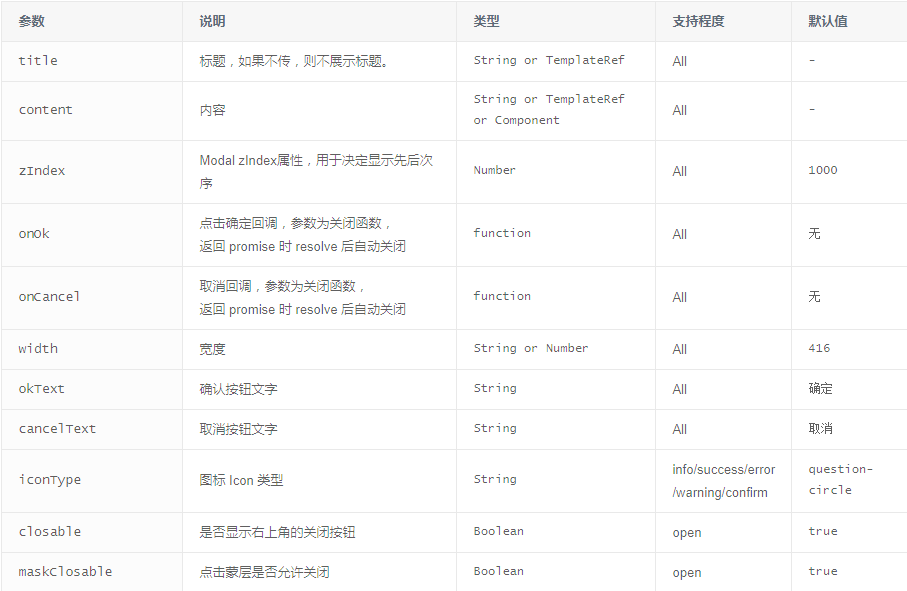 参数 说明 类型 支持程度 默认值
title 标题，如果不传，则不展示标题。 String or TemplateRef All -
content 内容 String or TemplateRef or Component All -
zIndex Modal zIndex属性，用于决定显示先后次序 Number All 1000
onOk 点击确定回调，参数为关闭函数，返回 promise 时 resolve 后自动关闭 function All 无
onCancel 取消回调，参数为关闭函数，返回 promise 时 resolve 后自动关闭 function All 无
width 宽度 String or Number All 416
okText 确认按钮文字 String All 确定
cancelText 取消按钮文字 String All 取消
iconType 图标 Icon 类型 String info/success/error/warning/confirm question-circle
closable 是否显示右上角的关闭按钮 Boolean open true
maskClosable 点击蒙层是否允许关闭 Boolean open true